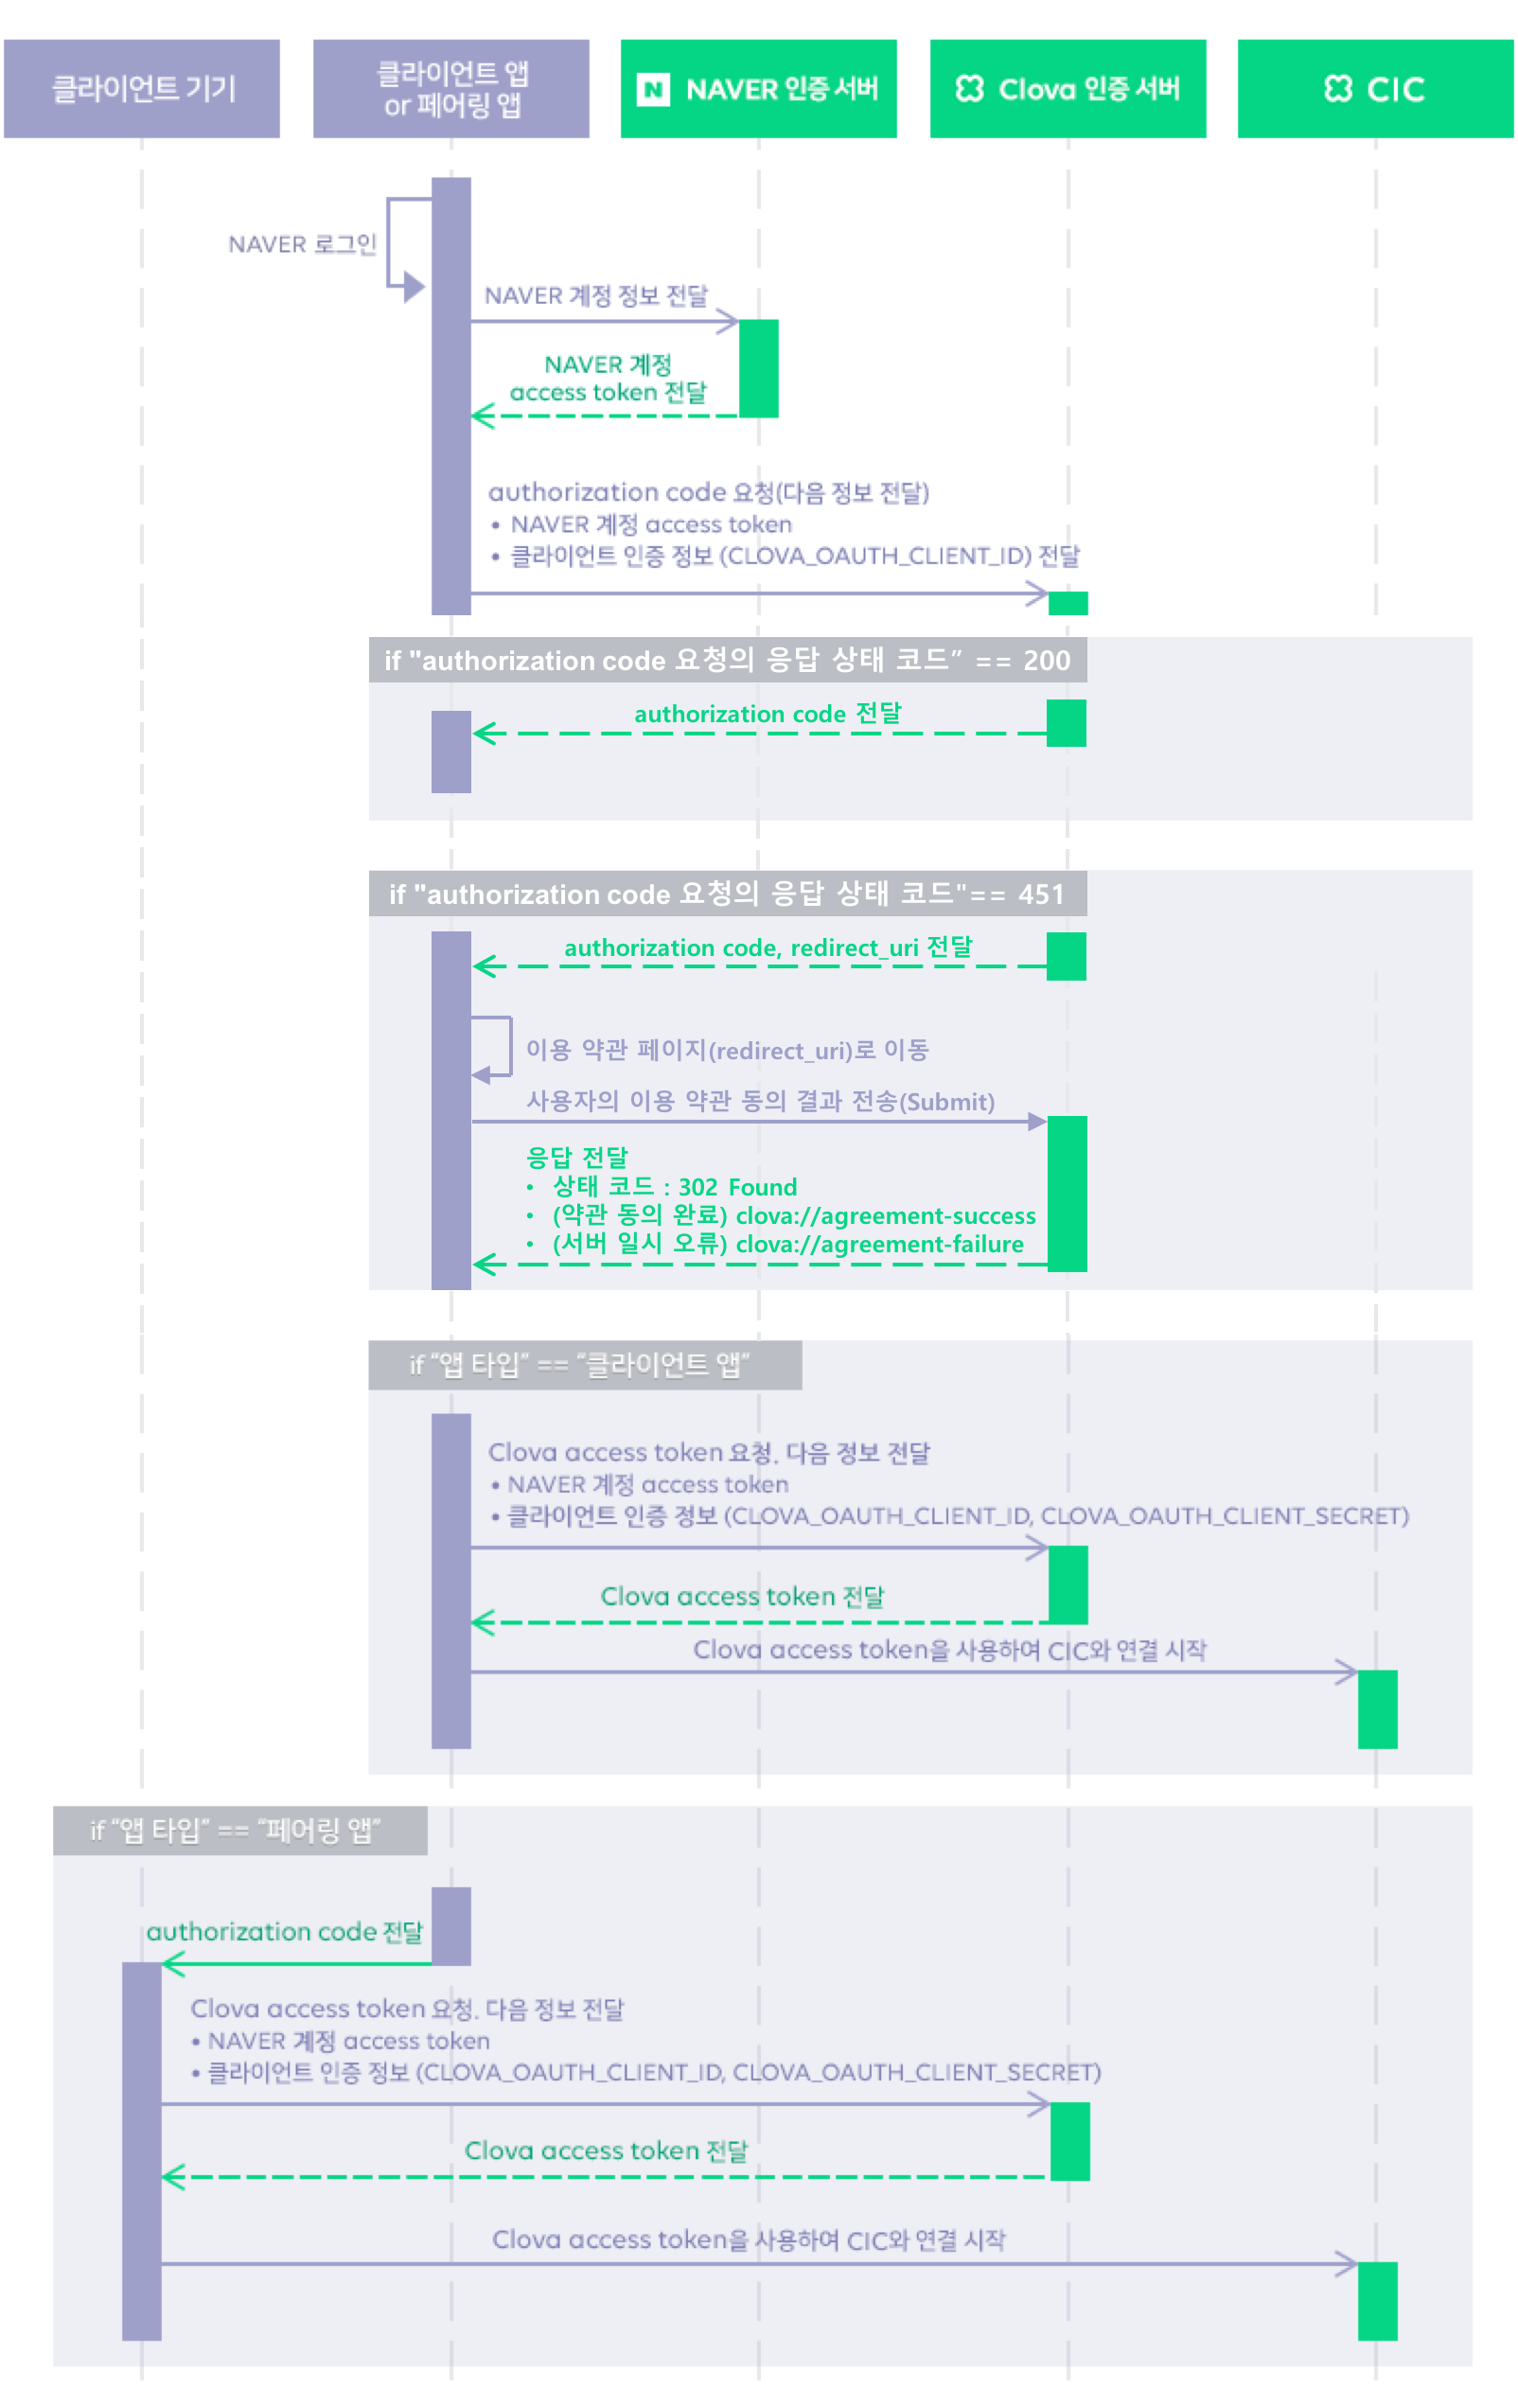 클라이언트 기기
클라이언트 앱
or 페어링 앱
N NAVER 인증 서버
Clova 인증 서버
CIC
NAVER 로그인
NAVER 계정 정보 전달
NAVER 계정
access token 전달
authorization code 요청(다음 정보 전달)
• NAVER 계정 access token
• 클라이언트 인증 정보 (CLOVA_OAUTH_CLIENT_ID) 전달
if "authorization code 요청의 응답 상태 코드” == 200
authorization code 전달
if "authorization code 요청의 응답 상태 코드"== 451
authorization code, redirect_uri 전달
이용 약관 페이지(redirect_uri)로 이동
사용자의 이용 약관 동의 결과 전송(Submit)
응답 전달
• 상태 코드 : 302 Found
• (약관 동의 완료) clova://agreement-success
• (서버 일시 오류) clova://agreement-failure
if “앱 타입” == “클라이언트 앱”
Clova access token 요청. 다음 정보 전달
• NAVER 계정 access token
• 클라이언트 인증 정보 (CLOVA_OAUTH_CLIENT_ID, CLOVA_OAUTH_CLIENT_SECRET)
Clova access token 전달
Clova access token을 사용하여 CIC와 연결 시작
if “앱 타입” == “페어링 앱”
authorization code 전달
Clova access token 요청. 다음 정보 전달
• NAVER 계정 access token
• 클라이언트 인증 정보 (CLOVA_OAUTH_CLIENT_ID, CLOVA_OAUTH_CLIENT_SECRET)
Clova access token 전달
Clova access token을 사용하여 CIC와 연결 시작